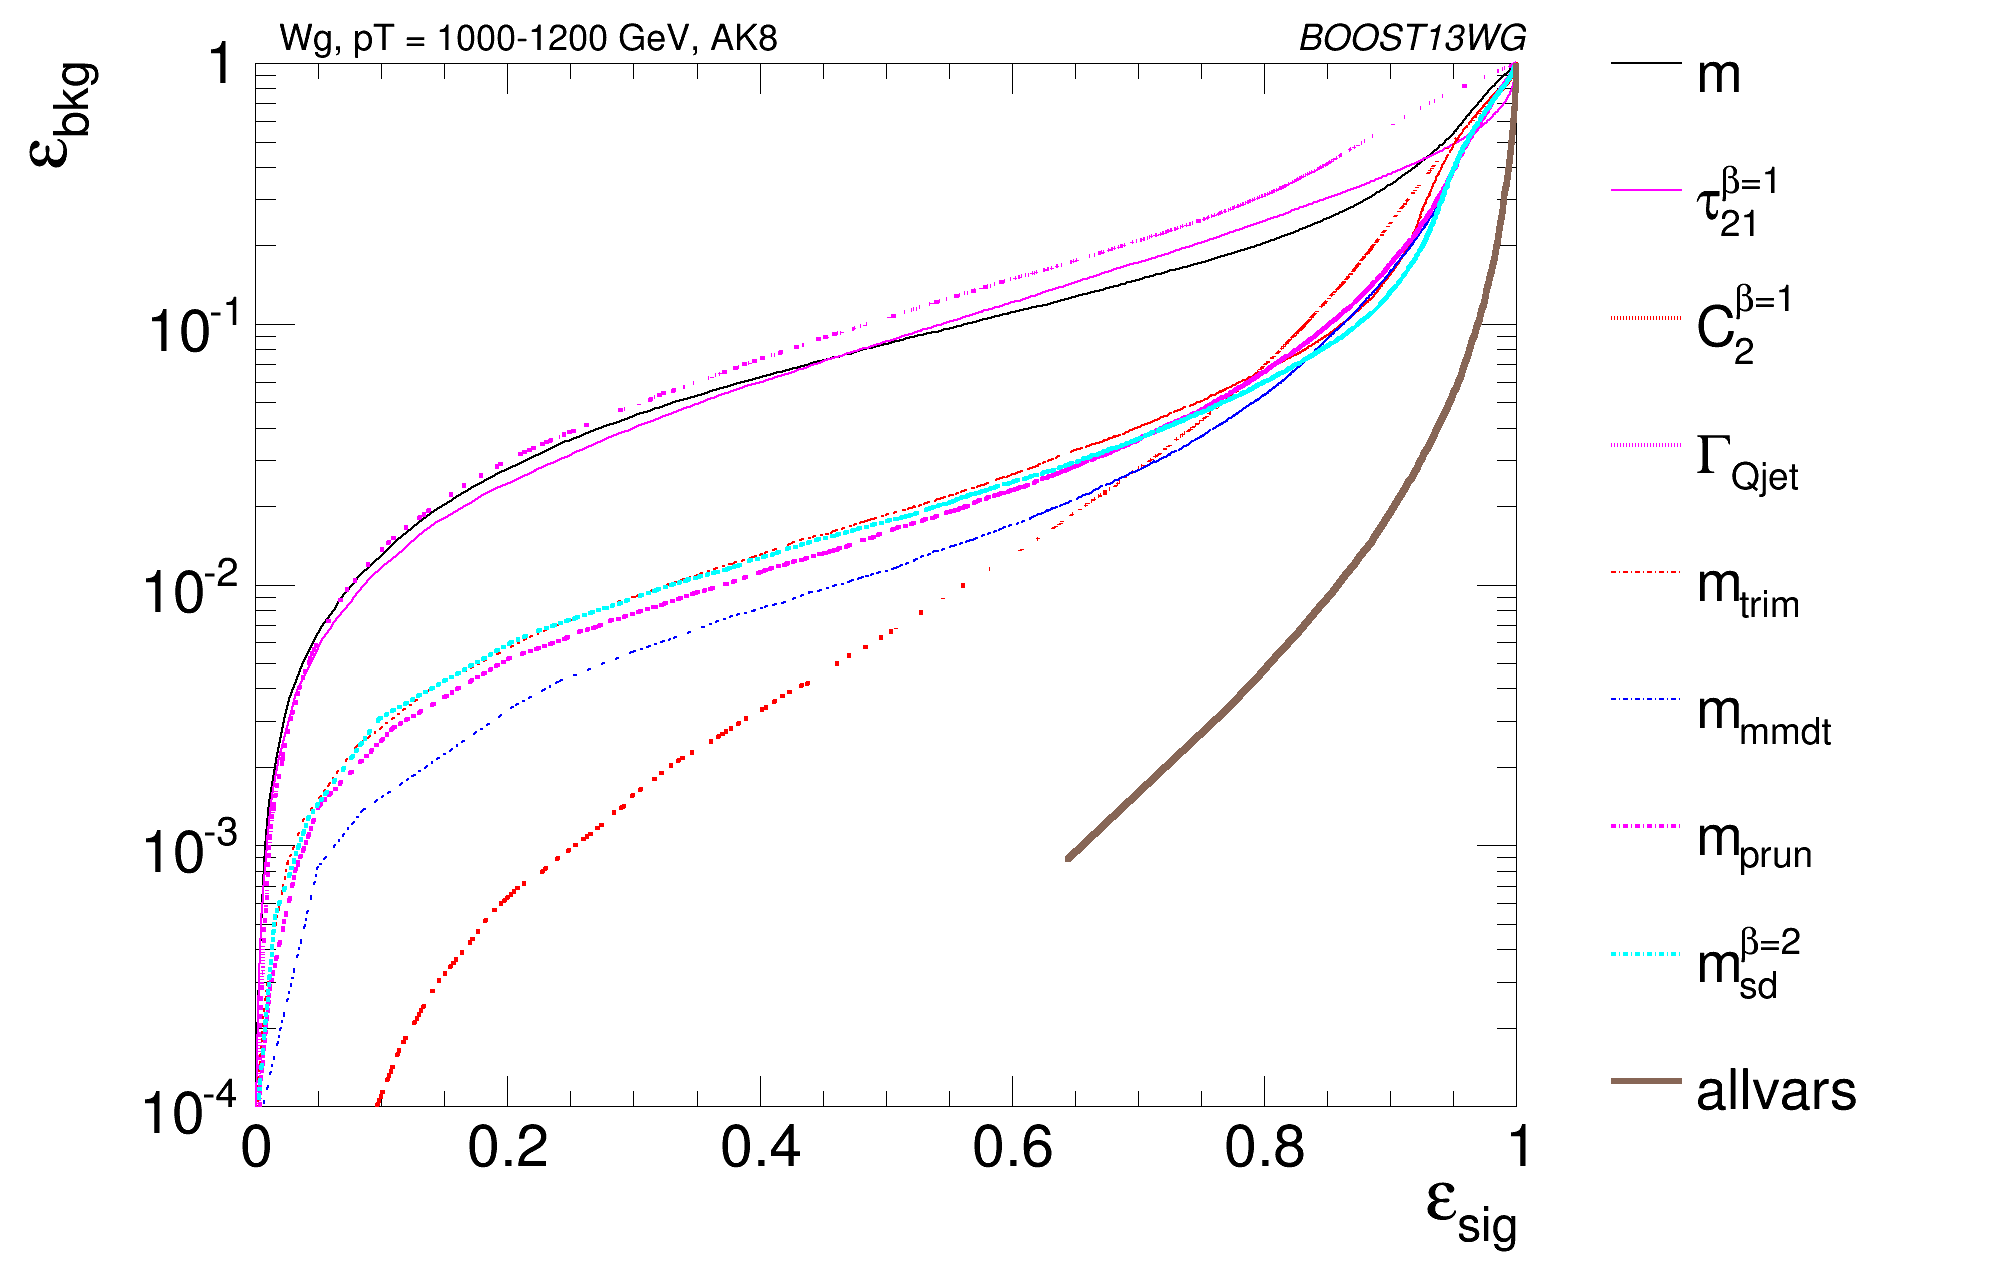 Wg, pT = 1000-1200 GeV, AK8
BOOST13WG
ε_bkg
1
10^-1
10^-2
10^-3
10^-4
0 0.2 0.4 0.6 0.8 1
ε_sig
m
τ_21^β=1
C_2^β=1
Γ_Qjet
m_trim
m_mmdt
m_prun
m_sd^β=2
allvars